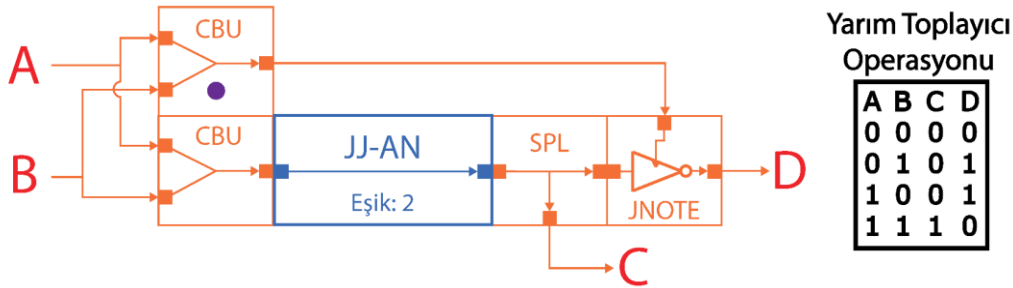 CBU
A
CBU
B
JJ-AN
Eşik: 2
SPL
JNOTE
D
C
Yarım Toplayıcı
Operasyonu
A B C D
0 0 0 0
0 1 0 1
1 0 0 1
1 1 1 0